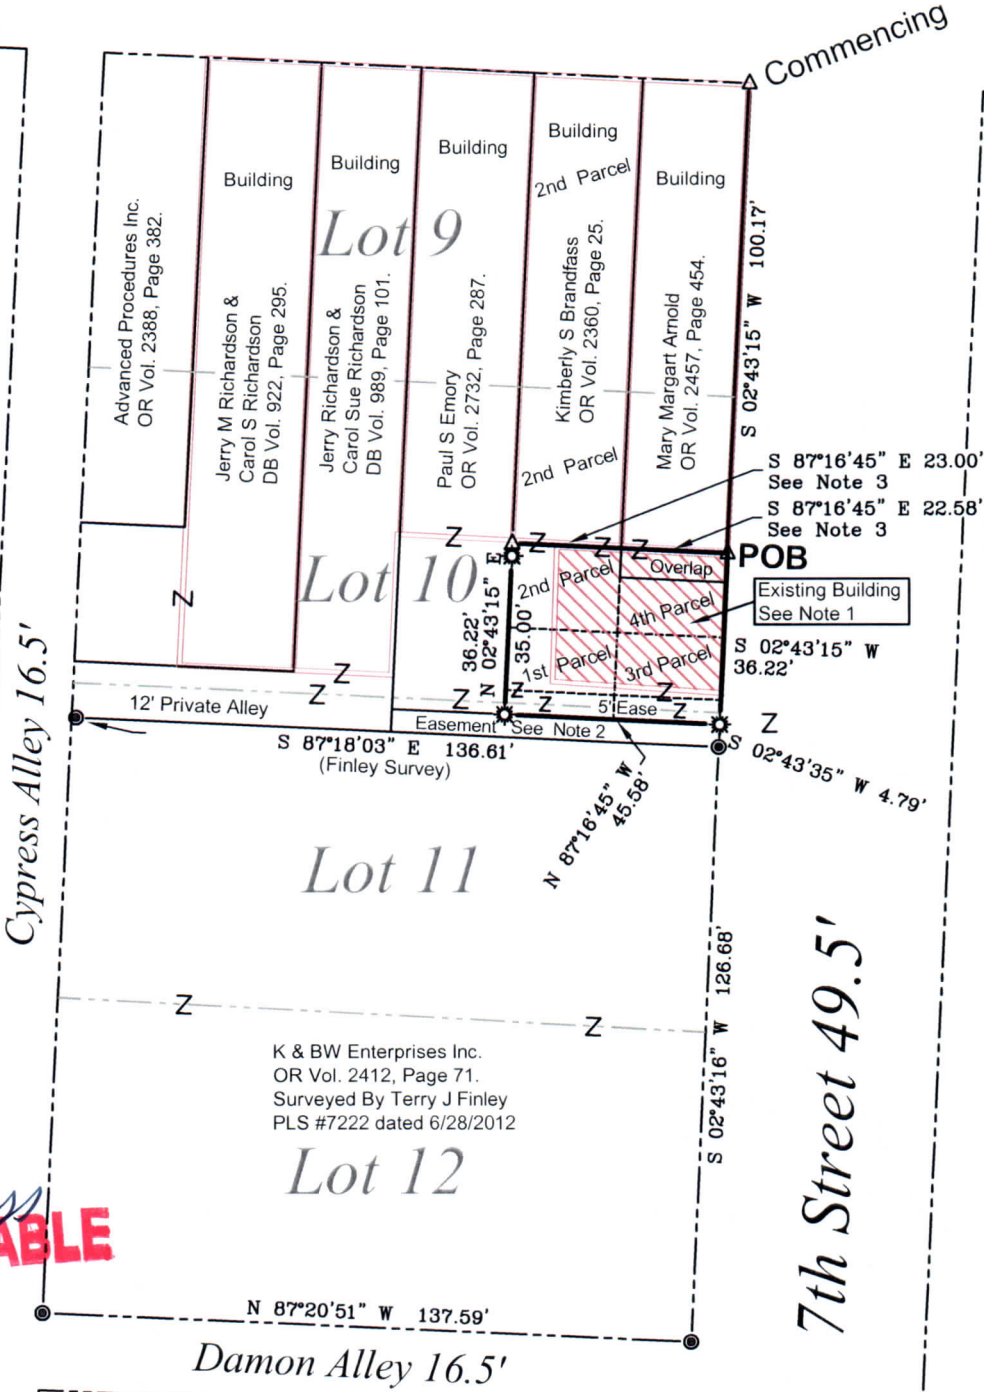 Commencing
Building
Building
Building
Building
Building
2nd Parcel
Lot 9
Advanced Procedures Inc.
OR Vol. 2388, Page 382.
Jerry M Richardson &
Carol S Richardson
DB Vol. 922, Page 295.
Jerry Richardson &
Carol Sue Richardson
DB Vol. 989, Page 101.
Paul S Emory
OR Vol. 2732, Page 287.
Kimberly S Brandfass
OR Vol. 2360, Page 25.
Mary Margart Arnold
OR Vol. 2457, Page 454.
S 02°43'15" W 100.17'
2nd Parcel
S 87°16'45" E 23.00'
See Note 3
S 87°16'45" E 22.58'
See Note 3
Z Z Z Z
POB
Lot 10
2nd Parcel
Overlap
4th Parcel
Existing Building
See Note 1
36.22'
N 02°43'15" E
35.00'
1st Parcel
3rd Parcel
S 02°43'15" W
36.22'
Z
Z
Z Z Z Z Z
12' Private Alley
5' Ease
Easement See Note 2
Z
S 87°18'03" E 136.61'
(Finley Survey)
S 02°43'35" W 4.79'
N 87°16'45" W
45.58'
Cypress Alley 16.5'
Lot 11
S 02°43'16" W 126.68'
7th Street 49.5'
Z
Z
K & BW Enterprises Inc.
OR Vol. 2412, Page 71.
Surveyed By Terry J Finley
PLS #7222 dated 6/28/2012
Lot 12
ABLE
N 87°20'51" W 137.59'
Damon Alley 16.5'